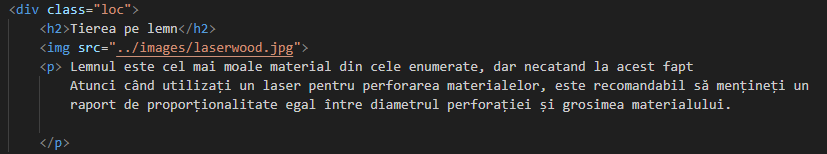 <div class="loc">
<h2>Tierea pe lemn</h2>
<img src="../images/laserwood.jpg">
<p> Lemnul este cel mai moale material din cele enumerate, dar necatand la acest fapt
Atunci când utilizați un laser pentru perforarea materialelor, este recomandabil să mențineți un
raport de proporționalitate egal între diametrul perforației și grosimea materialului.
</p>